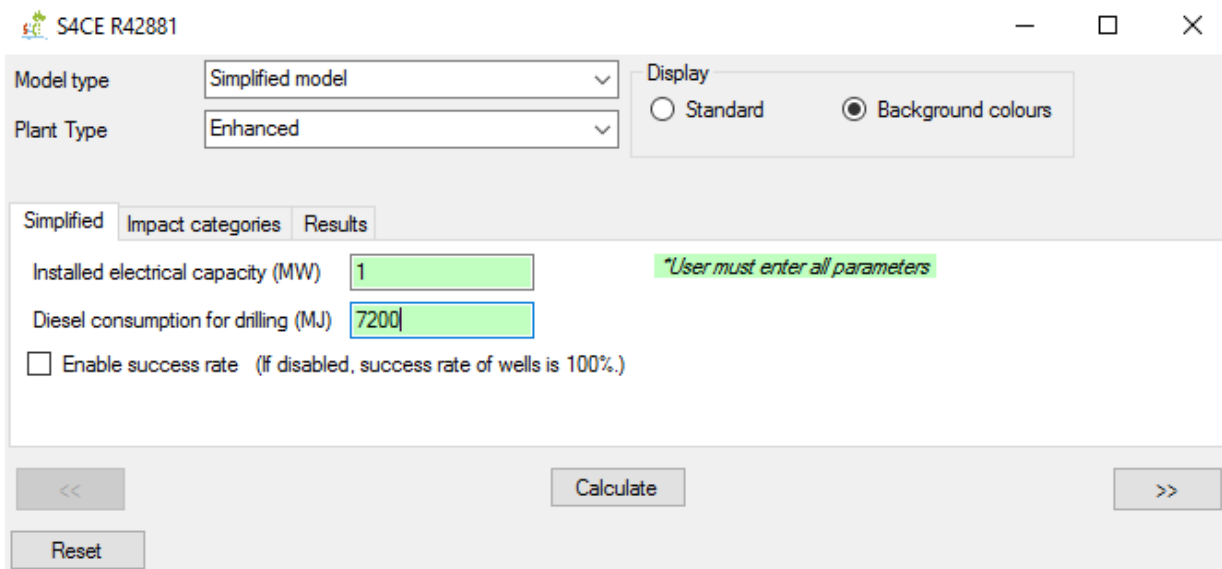 S4CE R42881
Model type Simplified model
Plant Type Enhanced
Display
Standard Background colours
Simplified Impact categories Results
Installed electrical capacity (MW) 1 *User must enter all parameters
Diesel consumption for drilling (MJ) 7200
Enable success rate (If disabled, success rate of wells is 100%.)
<< Calculate >>
Reset